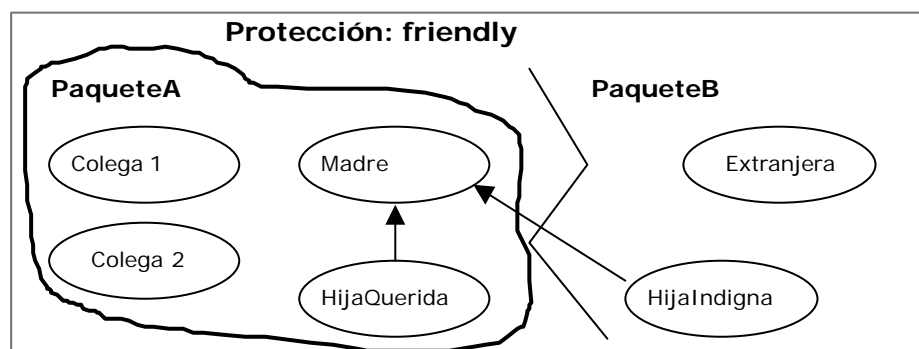 Protección: friendly
PaqueteA
PaqueteB
Colega 1
Madre
Extranjera
Colega 2
HijaQuerida
HijaIndigna